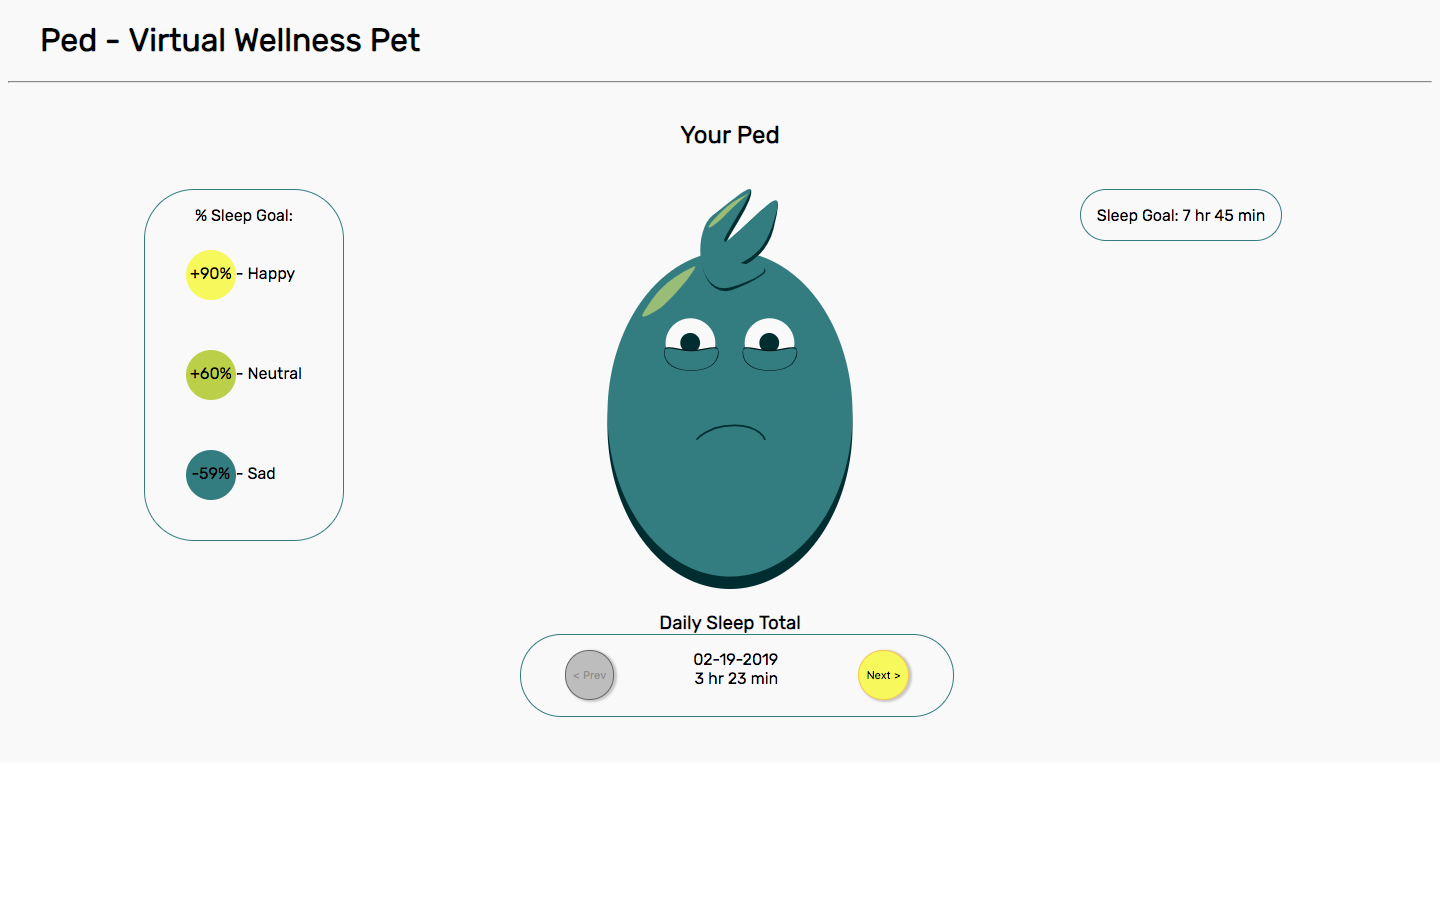 Ped - Virtual Wellness Pet
Your Ped
% Sleep Goal:
+90% - Happy
+60% - Neutral
-59% - Sad
Sleep Goal: 7 hr 45 min
Daily Sleep Total
< Prev
02-19-2019
3 hr 23 min
Next >